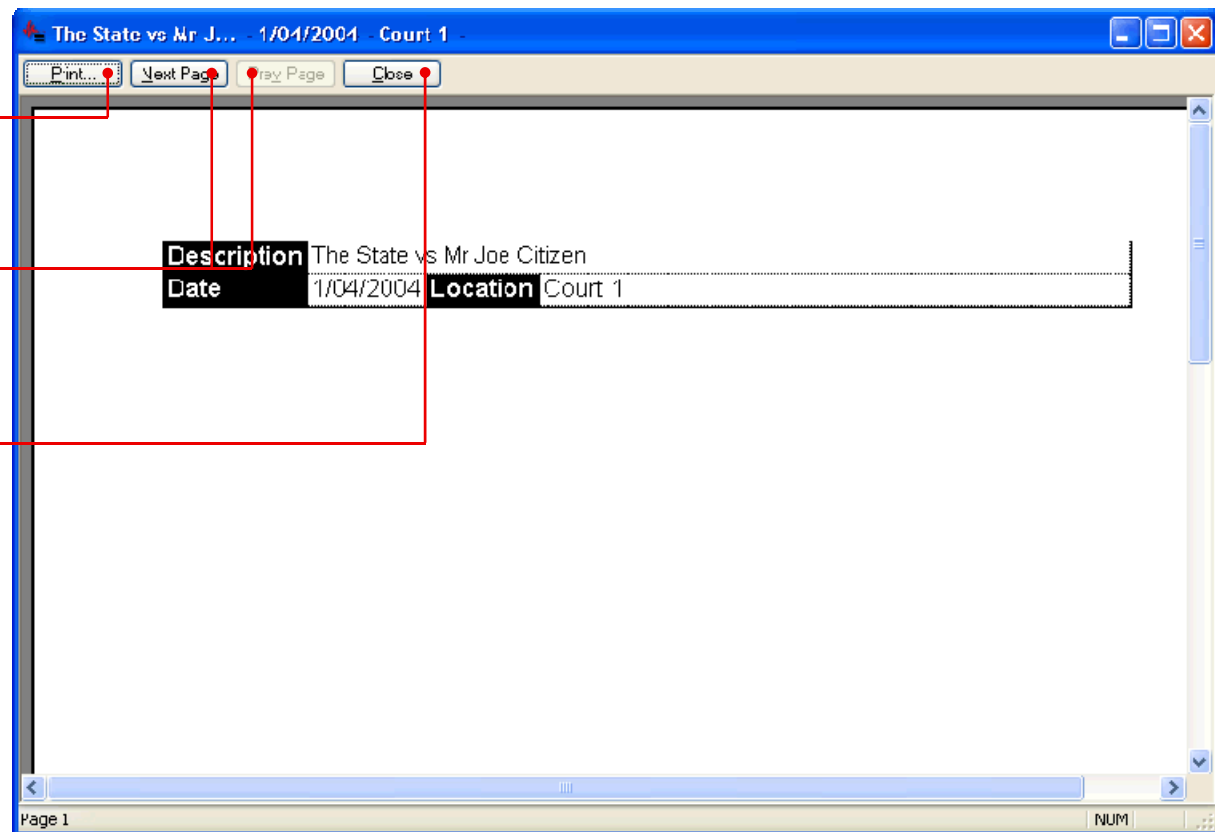 The State vs Mr J... - 1/04/2004 - Court 1 -
Print... Next Page Prev Page Close
Description The State vs Mr Joe Citizen
Date 1/04/2004 Location Court 1
Page 1 NUM